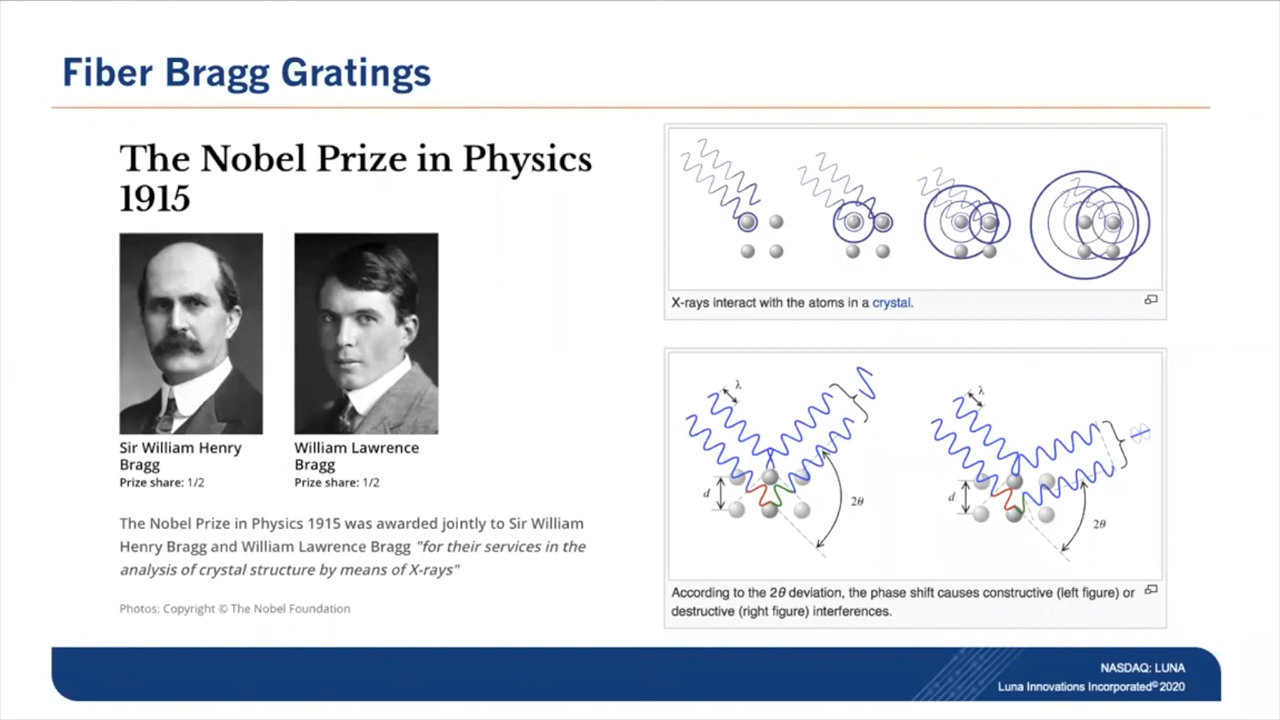 Fiber Bragg Gratings
The Nobel Prize in Physics
1915
Sir William Henry
Bragg
Prize share: 1/2
William Lawrence
Bragg
Prize share: 1/2
The Nobel Prize in Physics 1915 was awarded jointly to Sir William
Henry Bragg and William Lawrence Bragg "for their services in the
analysis of crystal structure by means of X-rays"
Photos: Copyright © The Nobel Foundation
X-rays interact with the atoms in a crystal.
λ
d
2θ
λ
d
2θ
According to the 2θ deviation, the phase shift causes constructive (left figure) or
destructive (right figure) interferences.
NASDAQ: LUNA
Luna Innovations Incorporated© 2020